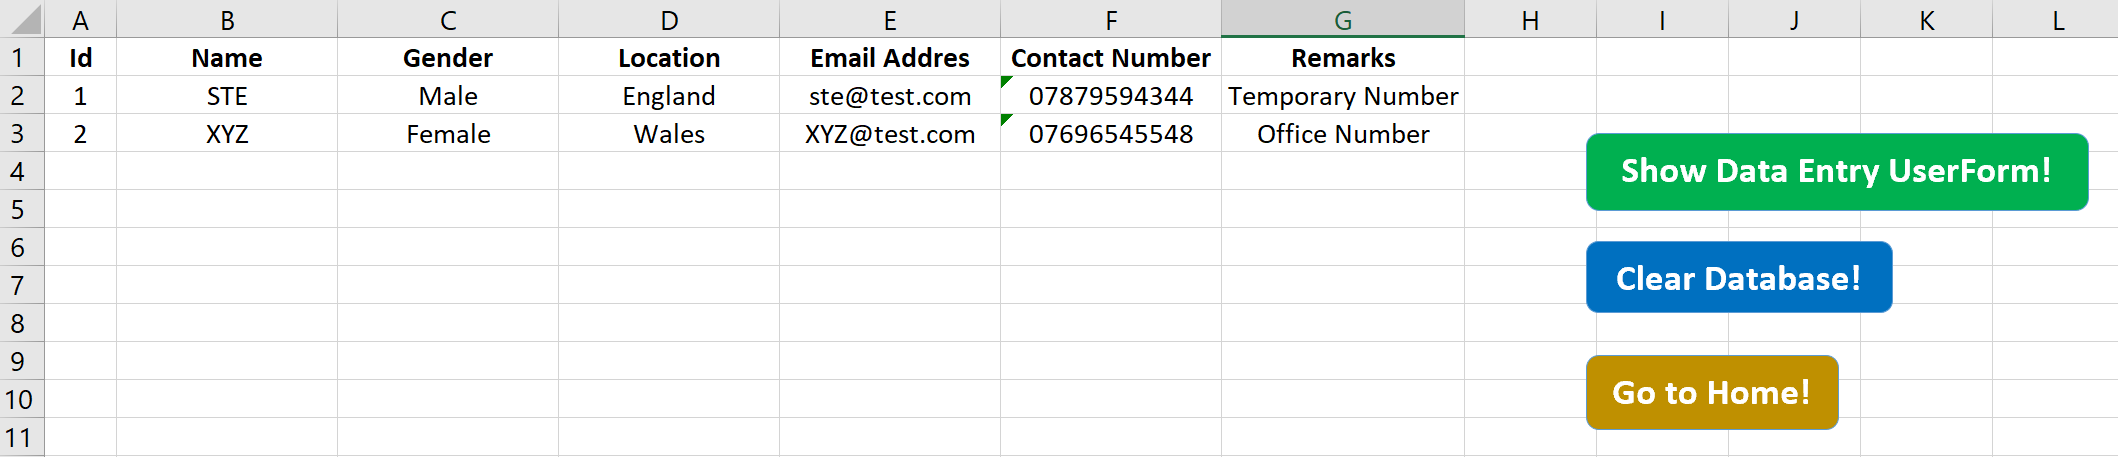 A B C D E F G H I J K L
1 Id Name Gender Location Email Addres Contact Number Remarks
2 1 STE Male England ste@test.com 07879594344 Temporary Number
3 2 XYZ Female Wales XYZ@test.com 07696545548 Office Number
Show Data Entry UserForm!
4
5
6
Clear Database!
7
8
9
Go to Home!
10
11